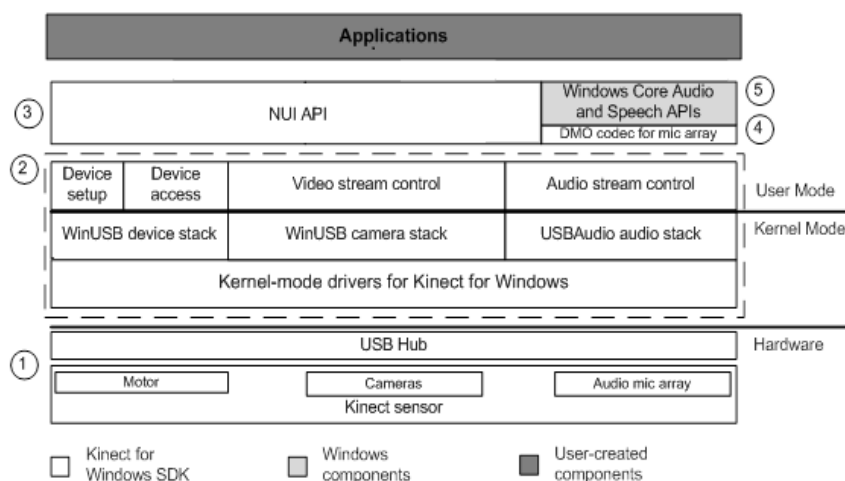 Applications
5
Windows Core Audio
and Speech APIs
3
NUI API
4
DMO codec for mic array
2
Device
setup
Device
access
Video stream control
Audio stream control
User Mode
WinUSB device stack
WinUSB camera stack
USBAudio audio stack
Kernel Mode
Kernel-mode drivers for Kinect for Windows
USB Hub
Hardware
1
Motor
Cameras
Audio mic array
Kinect sensor
Kinect for
Windows SDK
Windows
components
User-created
components